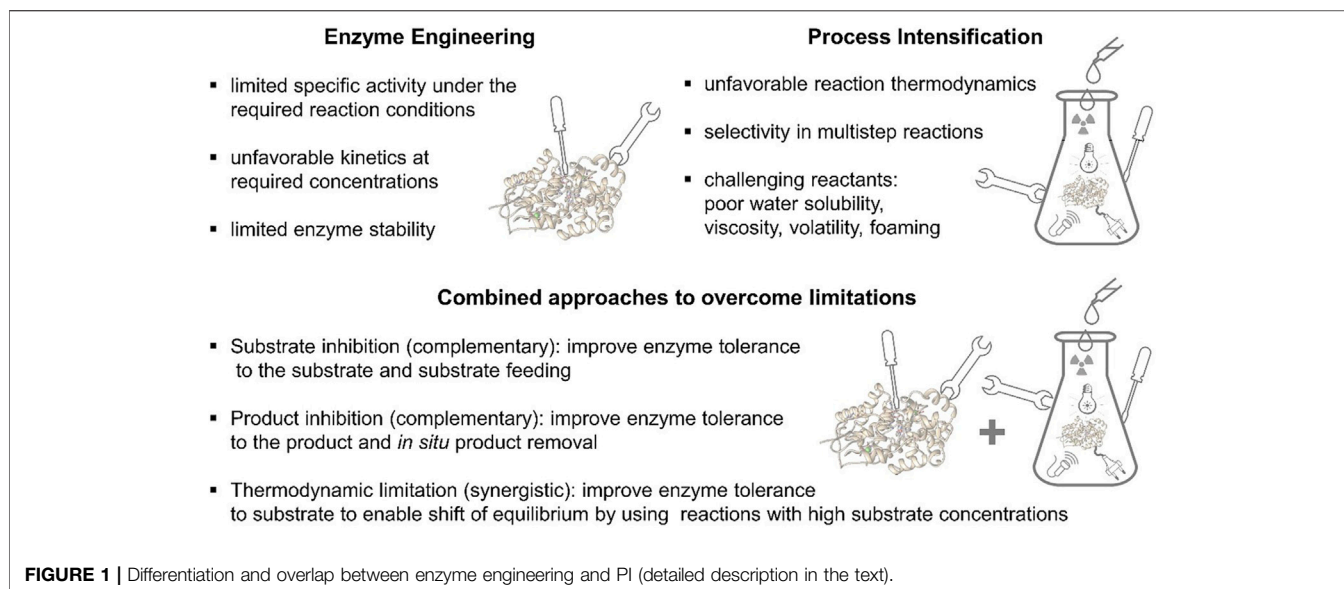 Enzyme Engineering
▪ limited specific activity under the
required reaction conditions
▪ unfavorable kinetics at
required concentrations
▪ limited enzyme stability
Process Intensification
▪ unfavorable reaction thermodynamics
▪ selectivity in multistep reactions
▪ challenging reactants:
poor water solubility,
viscosity, volatility, foaming
Combined approaches to overcome limitations
▪ Substrate inhibition (complementary): improve enzyme tolerance
to the substrate and substrate feeding
▪ Product inhibition (complementary): improve enzyme tolerance
to the product and in situ product removal
▪ Thermodynamic limitation (synergistic): improve enzyme tolerance
to substrate to enable shift of equilibrium by using reactions with high substrate concentrations
FIGURE 1 | Differentiation and overlap between enzyme engineering and PI (detailed description in the text).